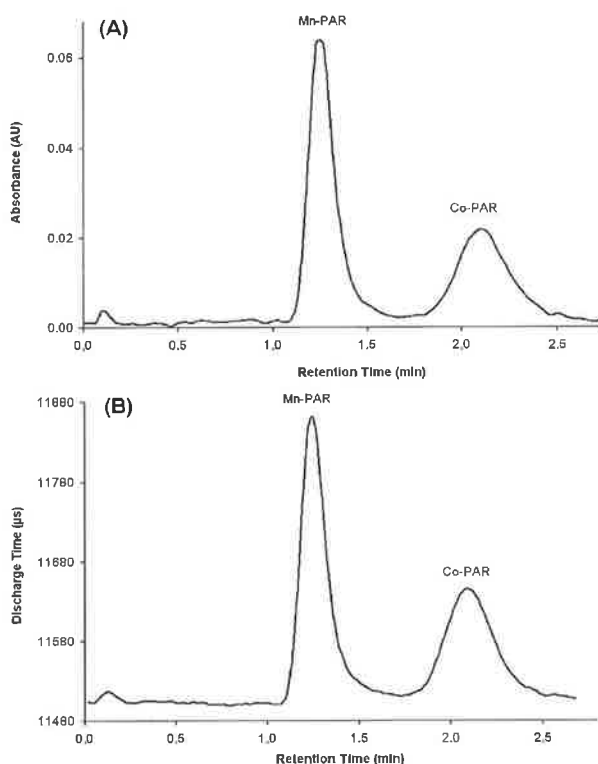 (A)
Mn-PAR
Co-PAR
Absorbance (AU)
0.06
0.04
0.02
0.00
0,0 0,5 1,0 1,5 2,0 2,5
Retention Time (min)
(B)
Mn-PAR
Co-PAR
Discharge Time (µs)
11880
11780
11680
11580
11480
0,0 0,5 1,0 1,5 2,0 2,5
Retention Time (min)